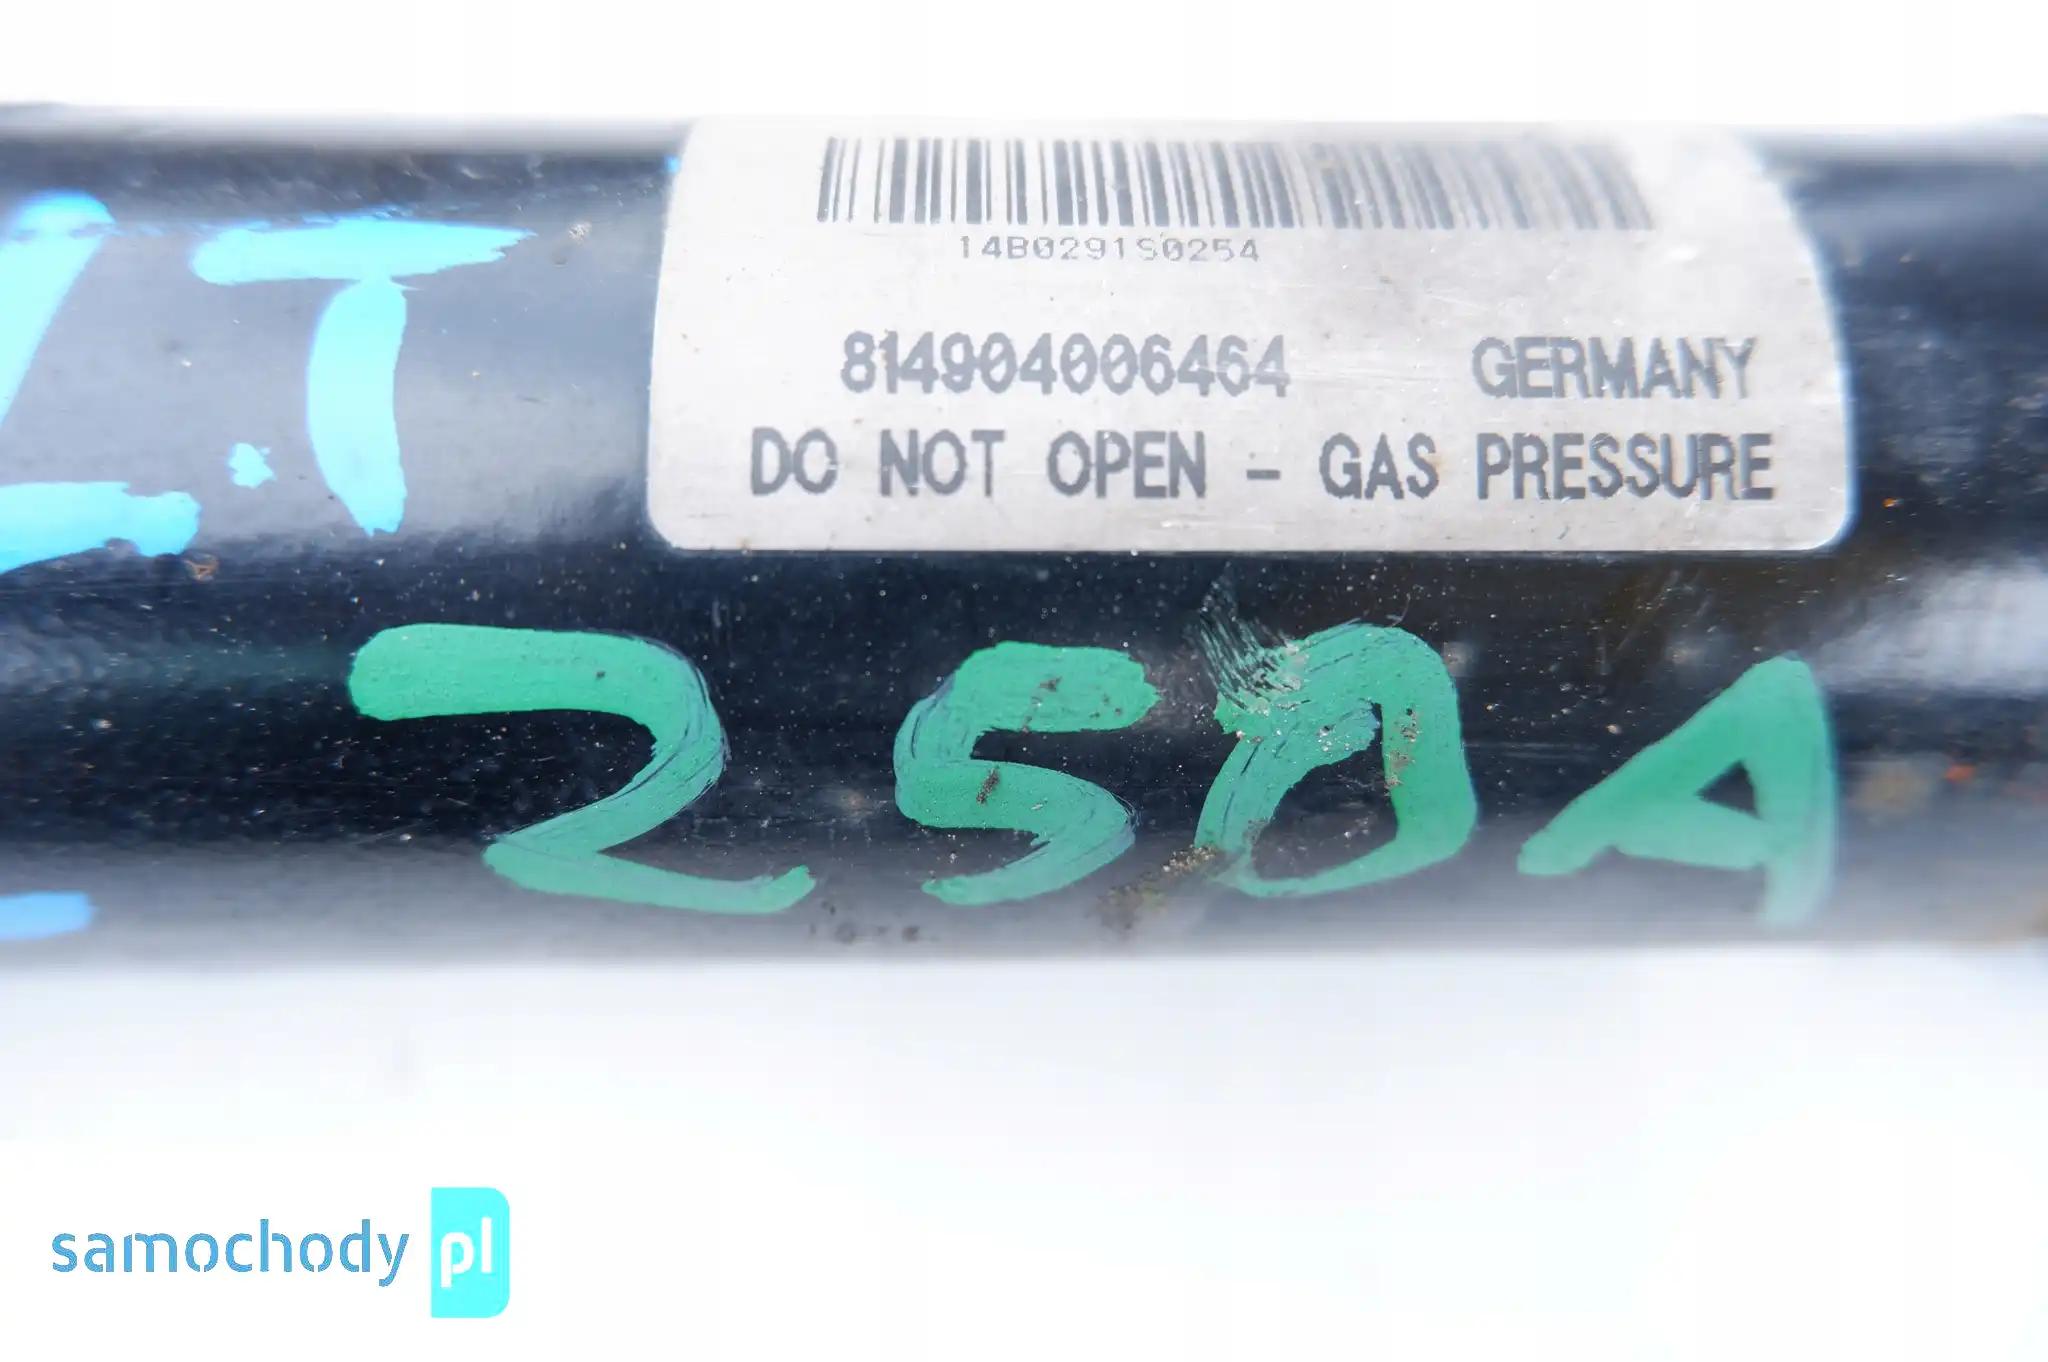 14B0291S0254
814904006464 GERMANY
DO NOT OPEN - GAS PRESSURE
.T
250A
samochody pl